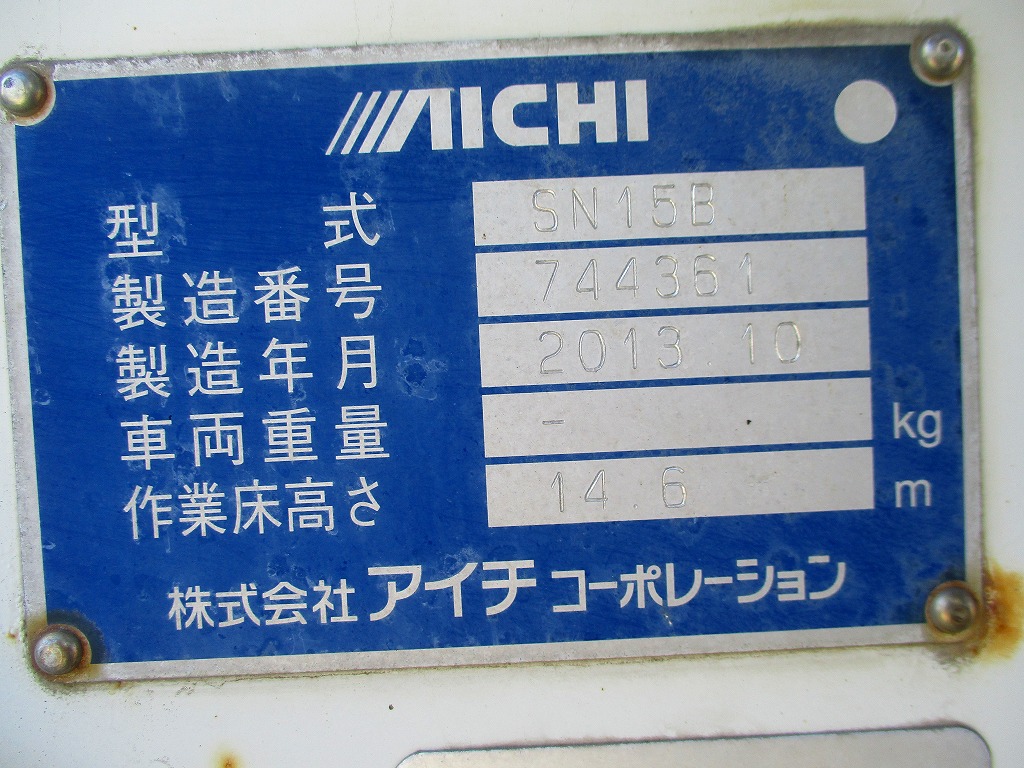 AICHI
型式 SN15B
製造番号 744361
製造年月 2013.10
車両重量 - kg
作業床高さ 14.6 m
株式会社アイチコーポレーション